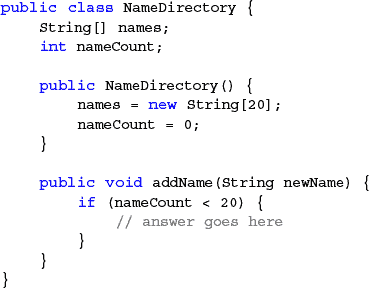 public class NameDirectory {
    String[] names;
    int nameCount;

    public NameDirectory() {
        names = new String[20];
        nameCount = 0;
    }

    public void addName(String newName) {
        if (nameCount < 20) {
            // answer goes here
        }
    }
}